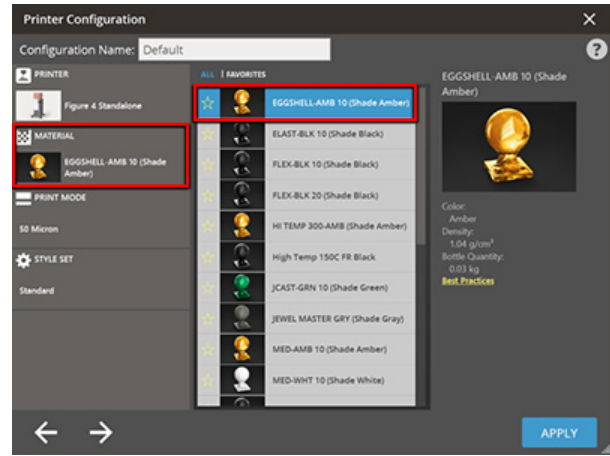 Printer Configuration
Configuration Name: Default
PRINTER
Figure 4 Standalone
MATERIAL
EGGSHELL-AMB 10 (Shade
Amber)
PRINT MODE
50 Micron
STYLE SET
Standard
ALL | FAVORITES
EGGSHELL-AMB 10 (Shade Amber)
ELAST-BLK 10 (Shade Black)
FLEX-BLK 10 (Shade Black)
FLEX-BLK 20 (Shade Black)
HI TEMP 300-AMB (Shade Amber)
High Temp 150C FR Black
JCAST-GRN 10 (Shade Green)
JEWEL MASTER GRY (Shade Gray)
MED-AMB 10 (Shade Amber)
MED-WHT 10 (Shade White)
EGGSHELL-AMB 10 (Shade
Amber)
Color:
Amber
Density:
1.04 g/cm³
Bottle Quantity:
0.03 kg
Best Practices
APPLY